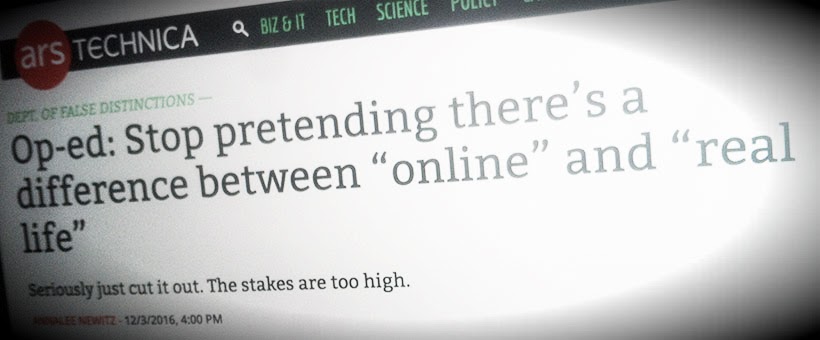 ars TECHNICA BIZ & IT TECH SCIENCE POLICY
DEPT. OF FALSE DISTINCTIONS —
Op-ed: Stop pretending there's a
difference between "online" and "real
life"
Seriously just cut it out. The stakes are too high.
ANNALEE NEWITZ - 12/3/2016, 4:00 PM